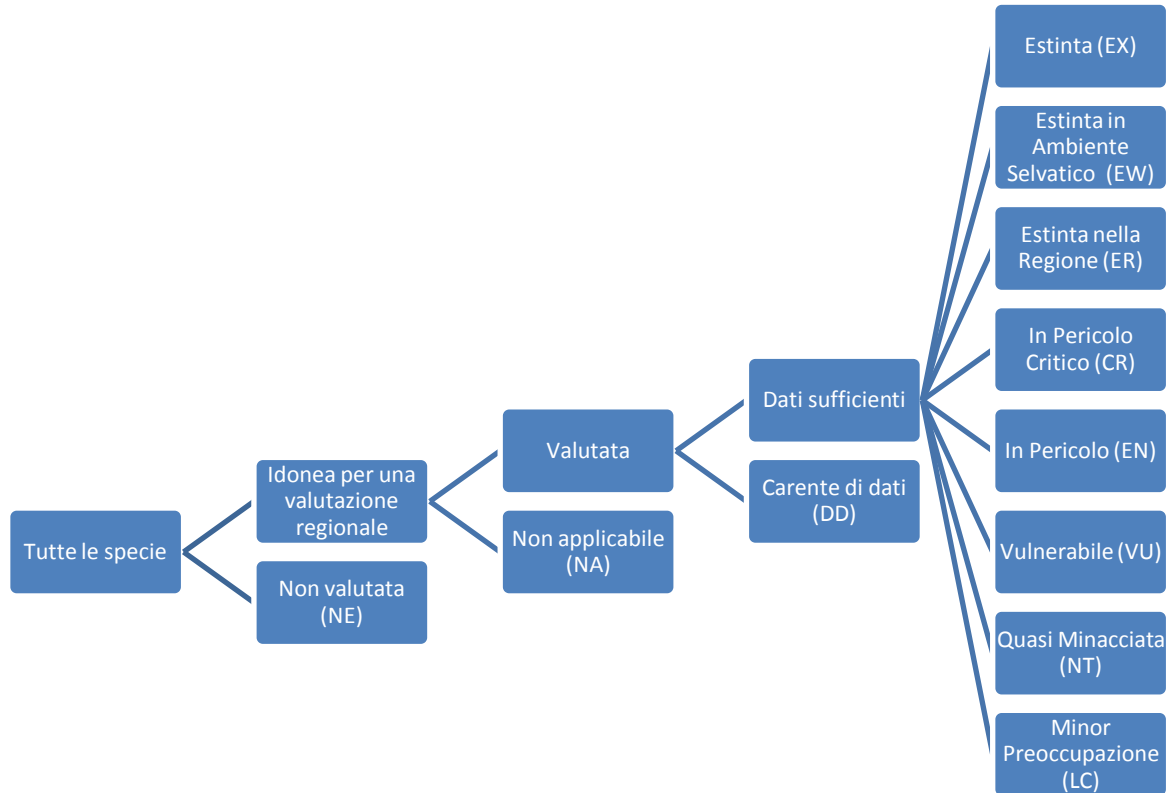 Tutte le specie
Idonea per una
valutazione
regionale
Non valutata
(NE)
Valutata
Non applicabile
(NA)
Dati sufficienti
Carente di dati
(DD)
Estinta (EX)
Estinta in
Ambiente
Selvatico (EW)
Estinta nella
Regione (ER)
In Pericolo
Critico (CR)
In Pericolo (EN)
Vulnerabile (VU)
Quasi Minacciata
(NT)
Minor
Preoccupazione
(LC)